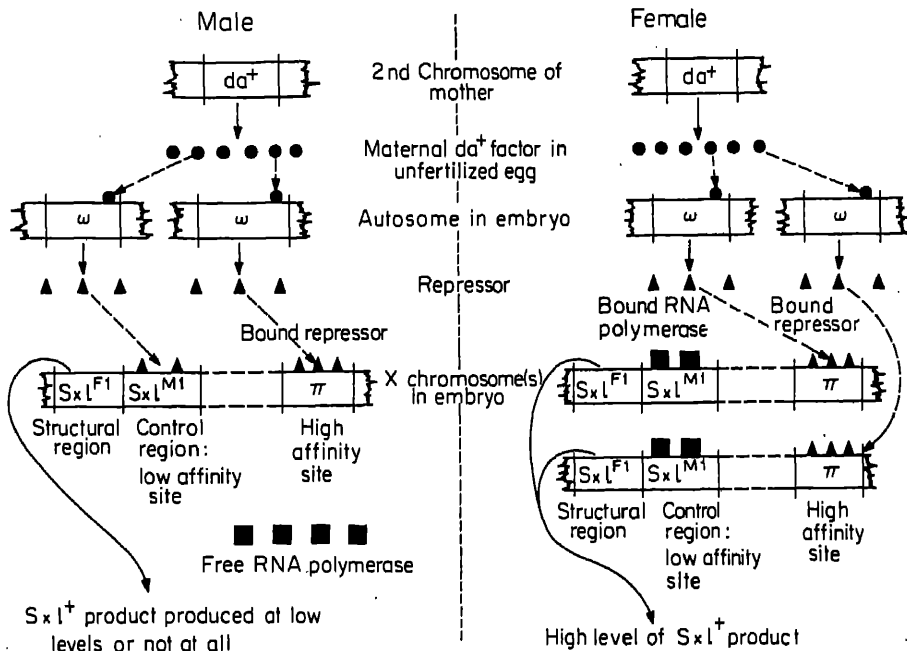 Male
Female
da+
2nd Chromosome of
mother
da+
Maternal da+ factor in
unfertilized egg
ω
ω
Autosome in embryo
ω
ω
Repressor
Bound RNA
polymerase
Bound
repressor
Bound repressor
Sxl^F1
Sxl^M1
π
X chromosome(s)
in embryo
Sxl^F1
Sxl^M1
π
Structural
region
Control
region:
low affinity
site
High
affinity
site
Sxl^F1
Sxl^M1
π
Structural
region
Control
region:
low affinity
site
High
affinity
site
Free RNA polymerase
Sxl+ product produced at low
levels or not at all
High level of Sxl+ product